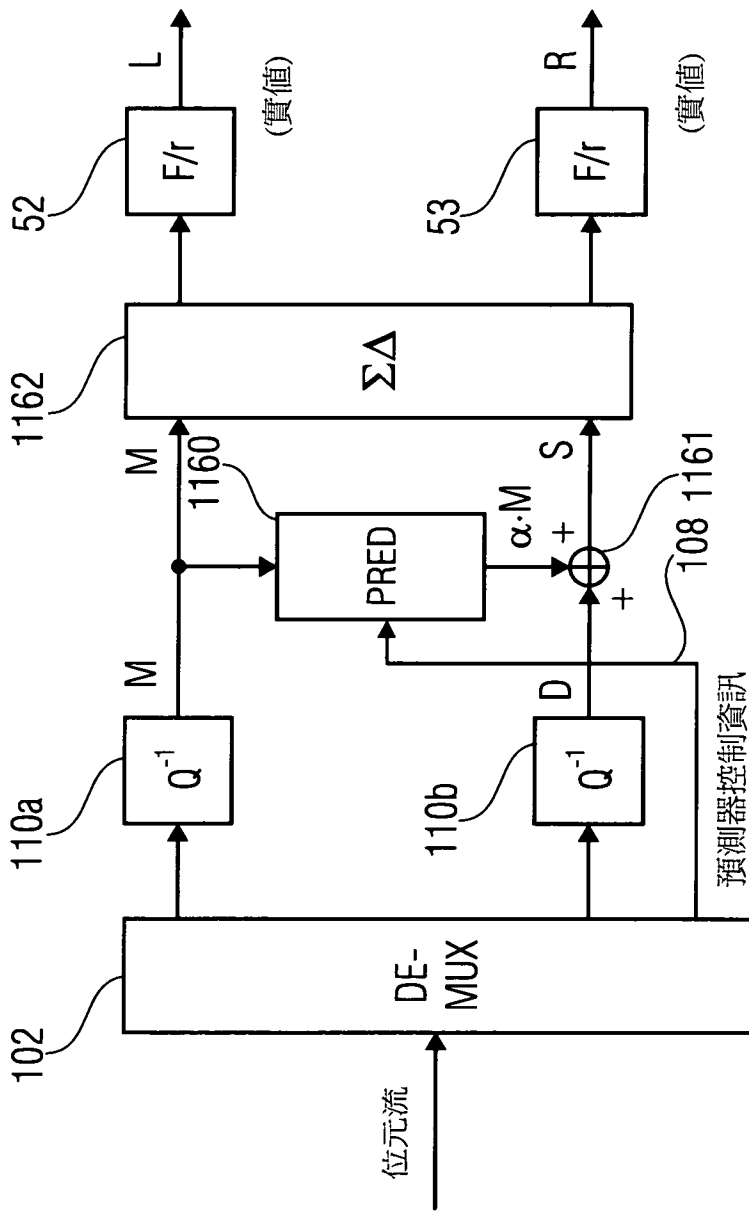 位元流
102
DE-
MUX
110a
Q⁻¹
M
M
1160
PRED
α·M
110b
Q⁻¹
D
+
+
S
1161
108
預測器控制資訊
1162
ΣΔ
52
F/r
L
(實值)
53
F/r
R
(實值)